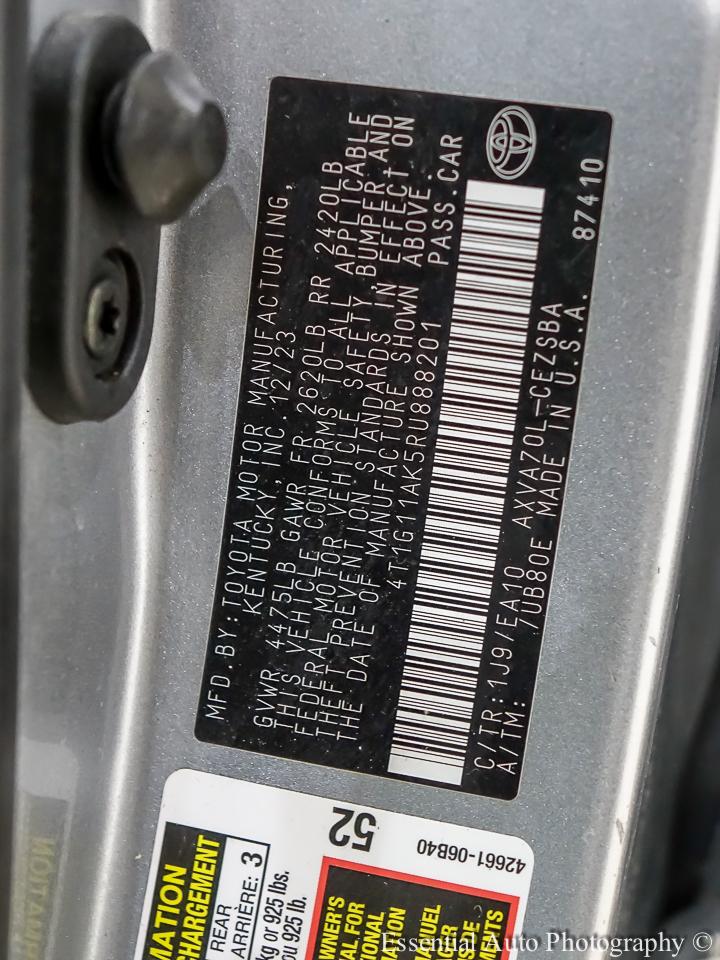 MFD.BY:TOYOTA MOTOR MANUFACTURING,
KENTUCKY, INC 12/23
GVWR 4475LB GAWR FR 2620LB RR 2420LB
THIS VEHICLE CONFORMS TO ALL APPLICABLE
FEDERAL MOTOR VEHICLE SAFETY, BUMPER AND
THEFT PREVENTION STANDARDS IN EFFECT ON
THE DATE OF MANUFACTURE SHOWN ABOVE.
4T1G11AK5RU888201 PASS.CAR
C/TR:1J9/EA10 AXVA70L-CEZSBA
A/TM: 7UB80E MADE IN U.S.A. 87410
52
42661-06B40
CHARGEMENT
REAR
ARRIÈRE: 3
kg or 925 lbs.
ou 925 lb.
Essential Auto Photography ©